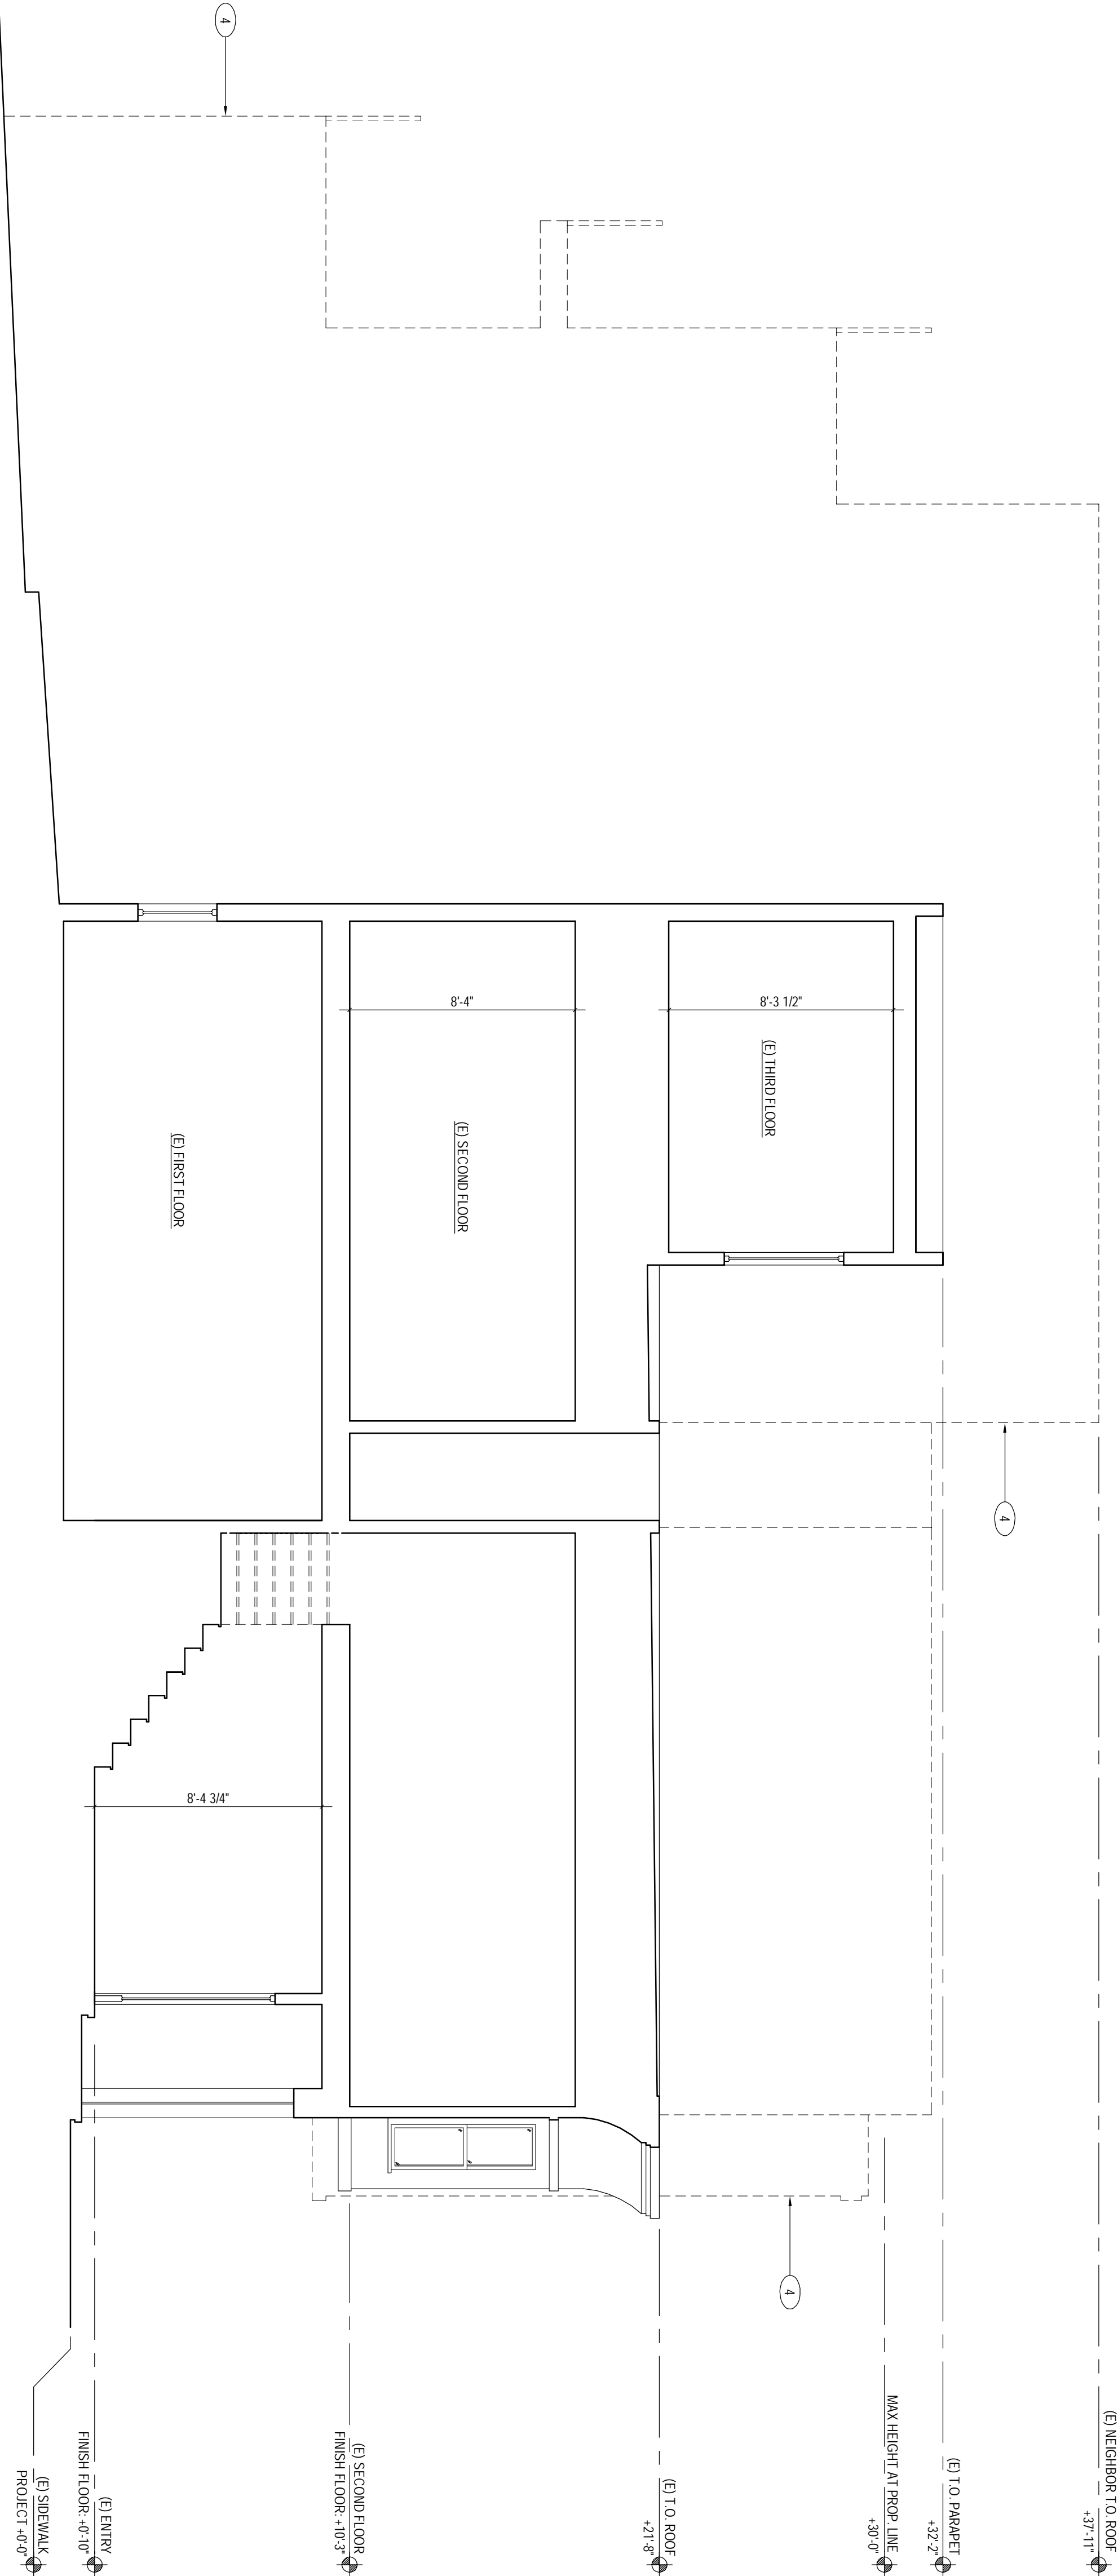 4
(E) NEIGHBOR T.O. ROOF
+37'-11"
(E) T.O. PARAPET
+32'-2"
MAX HEIGHT AT PROP. LINE
+30'-0"
(E) T.O. ROOF
+21'-8"
(E) SECOND FLOOR
FINISH FLOOR: +10'-3"
(E) ENTRY
FINISH FLOOR: +0'-10"
(E) SIDEWALK
PROJECT +0'-0"
8'-3 1/2"
(E) THIRD FLOOR
8'-4"
(E) SECOND FLOOR
(E) FIRST FLOOR
8'-4 3/4"
4
4